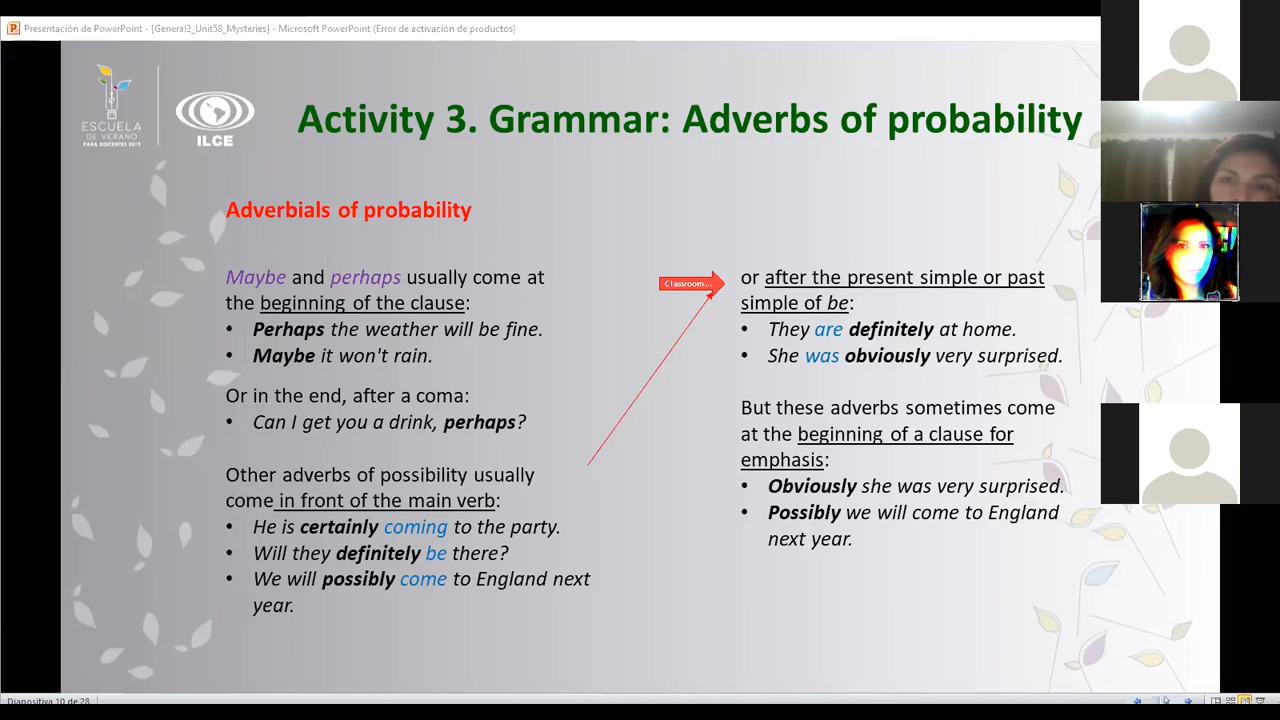 Presentación de PowerPoint - [General2_Unit58_Mysteries] - Microsoft PowerPoint (Error de activación de productos)
ESCUELA
DE VERANO
PARA DOCENTES 2019
ILCE
Activity 3. Grammar: Adverbs of probability
Adverbials of probability
Maybe and perhaps usually come at
the beginning of the clause:
• Perhaps the weather will be fine.
• Maybe it won't rain.
Or in the end, after a coma:
• Can I get you a drink, perhaps?
Other adverbs of possibility usually
come in front of the main verb:
• He is certainly coming to the party.
• Will they definitely be there?
• We will possibly come to England next
year.
Classroom...
or after the present simple or past
simple of be:
• They are definitely at home.
• She was obviously very surprised.
But these adverbs sometimes come
at the beginning of a clause for
emphasis:
• Obviously she was very surprised.
• Possibly we will come to England
next year.
Diapositiva 10 de 28